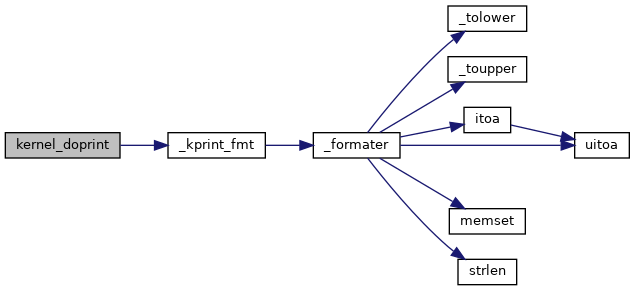 _tolower
_toupper
itoa
kernel_doprint
_kprint_fmt
_formater
uitoa
memset
strlen